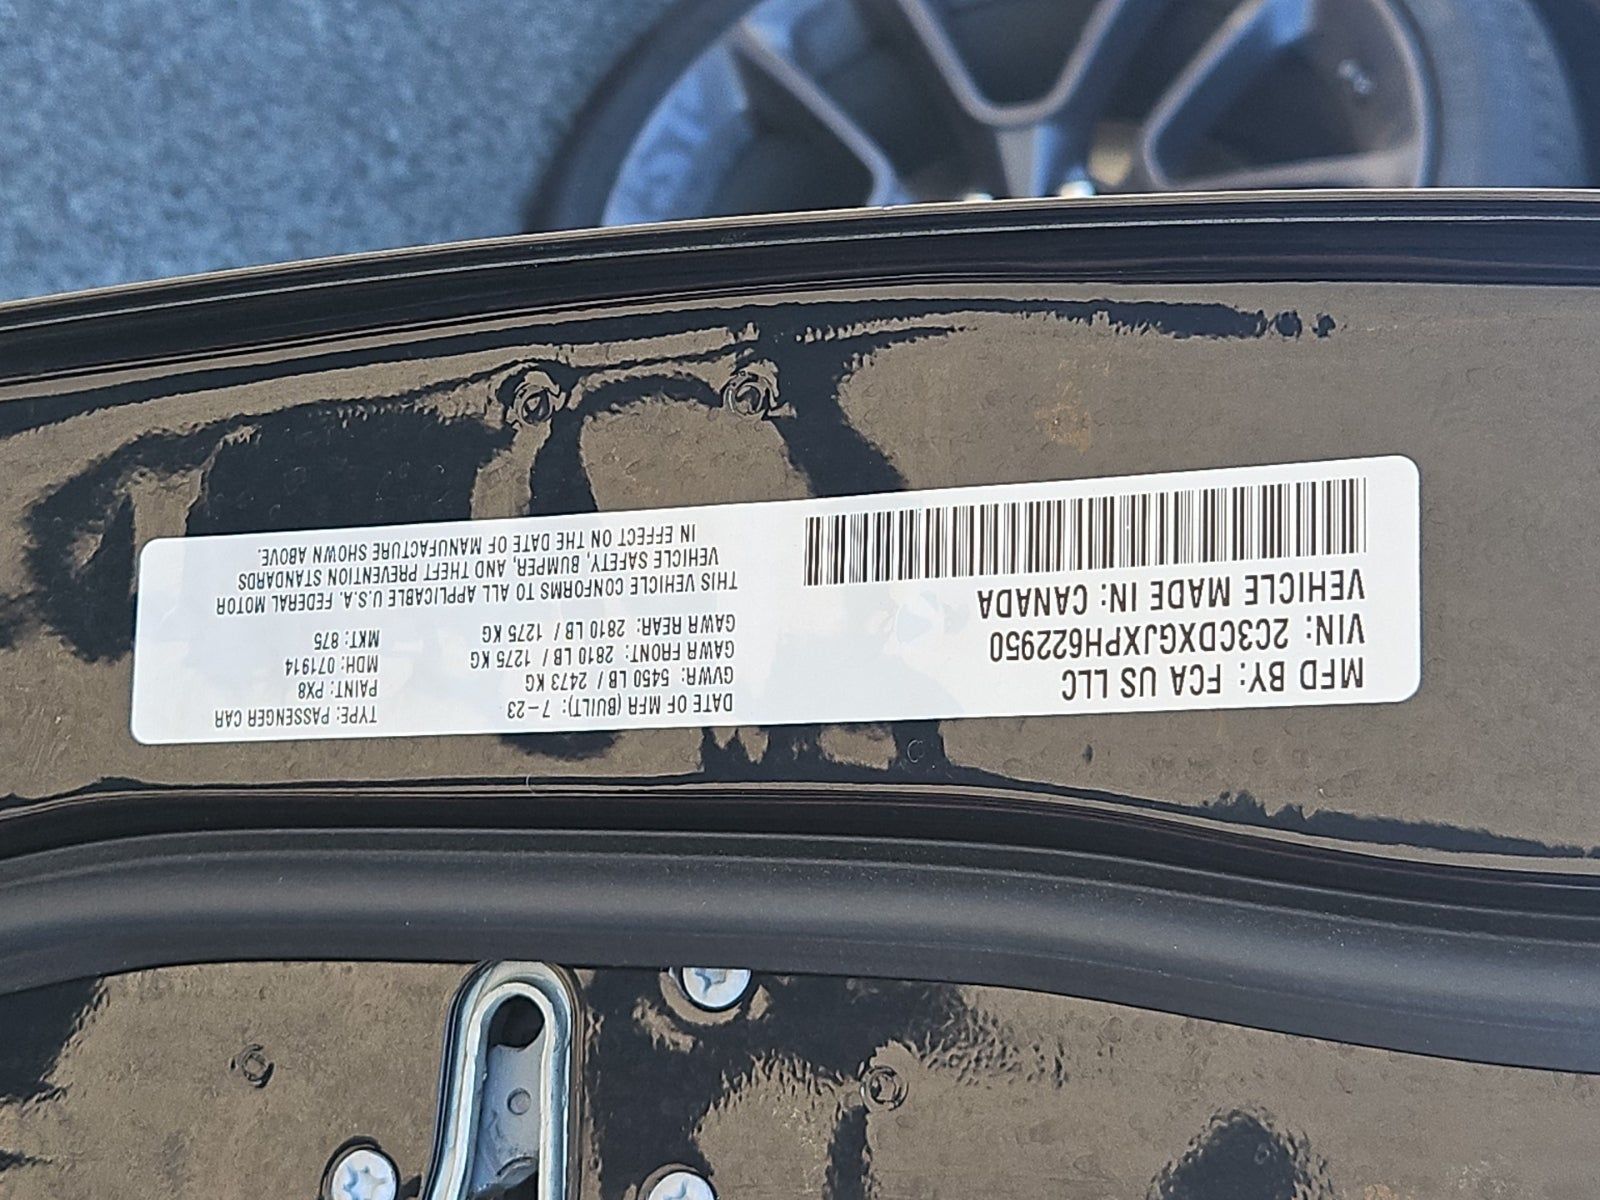 MFD BY: FCA US LLC
VIN: 2C3CDXGJXPH622950
VEHICLE MADE IN: CANADA
DATE OF MFR (BUILT): 7-23
GVWR: 5450 LB / 2473 KG
GAWR FRONT: 2810 LB / 1275 KG
GAWR REAR: 2810 LB / 1275 KG
TYPE: PASSENGER CAR
PAINT: PX8
MDH: 071914
MKT: 875
THIS VEHICLE CONFORMS TO ALL APPLICABLE U.S.A. FEDERAL MOTOR
VEHICLE SAFETY, BUMPER, AND THEFT PREVENTION STANDARDS
IN EFFECT ON THE DATE OF MANUFACTURE SHOWN ABOVE.